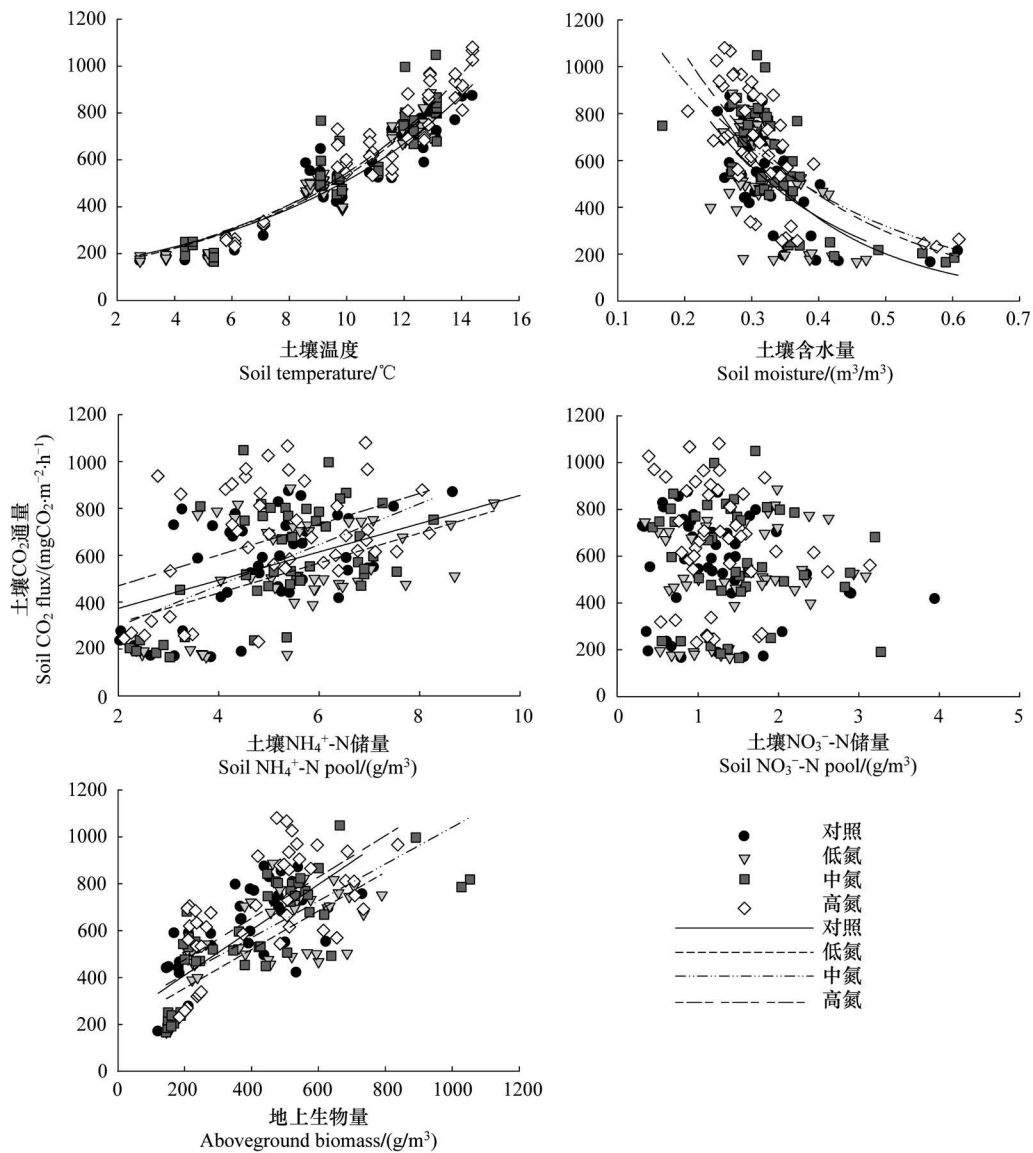 1200
1000
800
600
400
200
0
2 4 6 8 10 12 14 16
土壤温度
Soil temperature/℃
1200
1000
800
600
400
200
0
0.1 0.2 0.3 0.4 0.5 0.6 0.7
土壤含水量
Soil moisture/(m³/m³)
土壤CO₂通量
Soil CO₂ flux/(mgCO₂·m⁻²·h⁻¹)
1200
1000
800
600
400
200
0
2 4 6 8 10
土壤NH₄⁺-N储量
Soil NH₄⁺-N pool/(g/m³)
1200
1000
800
600
400
200
0
0 1 2 3 4 5
土壤NO₃⁻-N储量
Soil NO₃⁻-N pool/(g/m³)
1200
1000
800
600
400
200
0
0 200 400 600 800 1000 1200
地上生物量
Aboveground biomass/(g/m³)
对照
低氮
中氮
高氮
对照
低氮
中氮
高氮